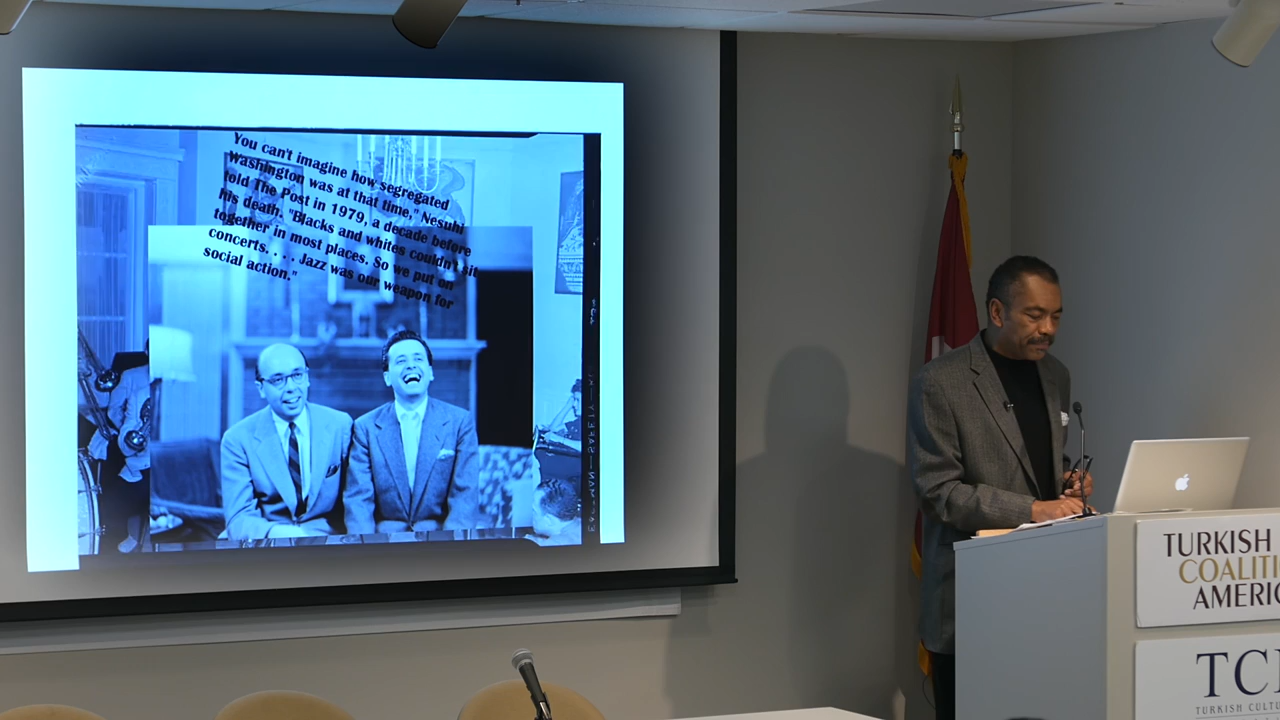 You can't imagine how segregated
Washington was at that time," Nesuhi
told The Post in 1979, a decade before
his death. "Blacks and whites couldn't sit
together in most places. So we put on
concerts. . . . Jazz was our weapon for
social action."
TURKISH
COALITI
AMERIC
TC
TURKISH CULTU